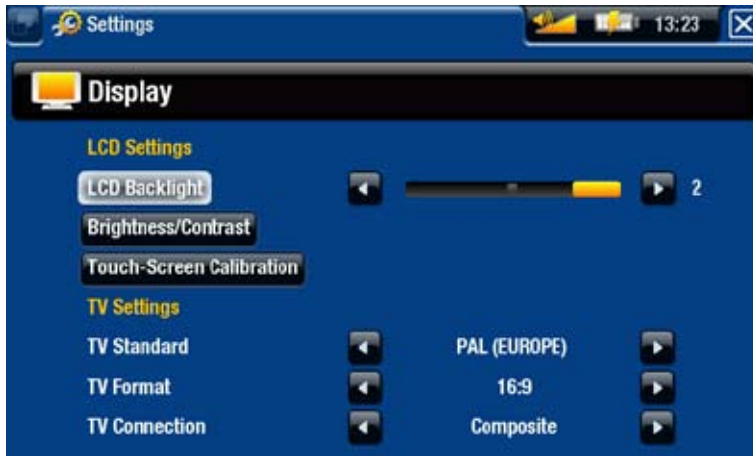 Settings 13:23
Display
LCD Settings
LCD Backlight 2
Brightness/Contrast
Touch-Screen Calibration
TV Settings
TV Standard PAL (EUROPE)
TV Format 16:9
TV Connection Composite